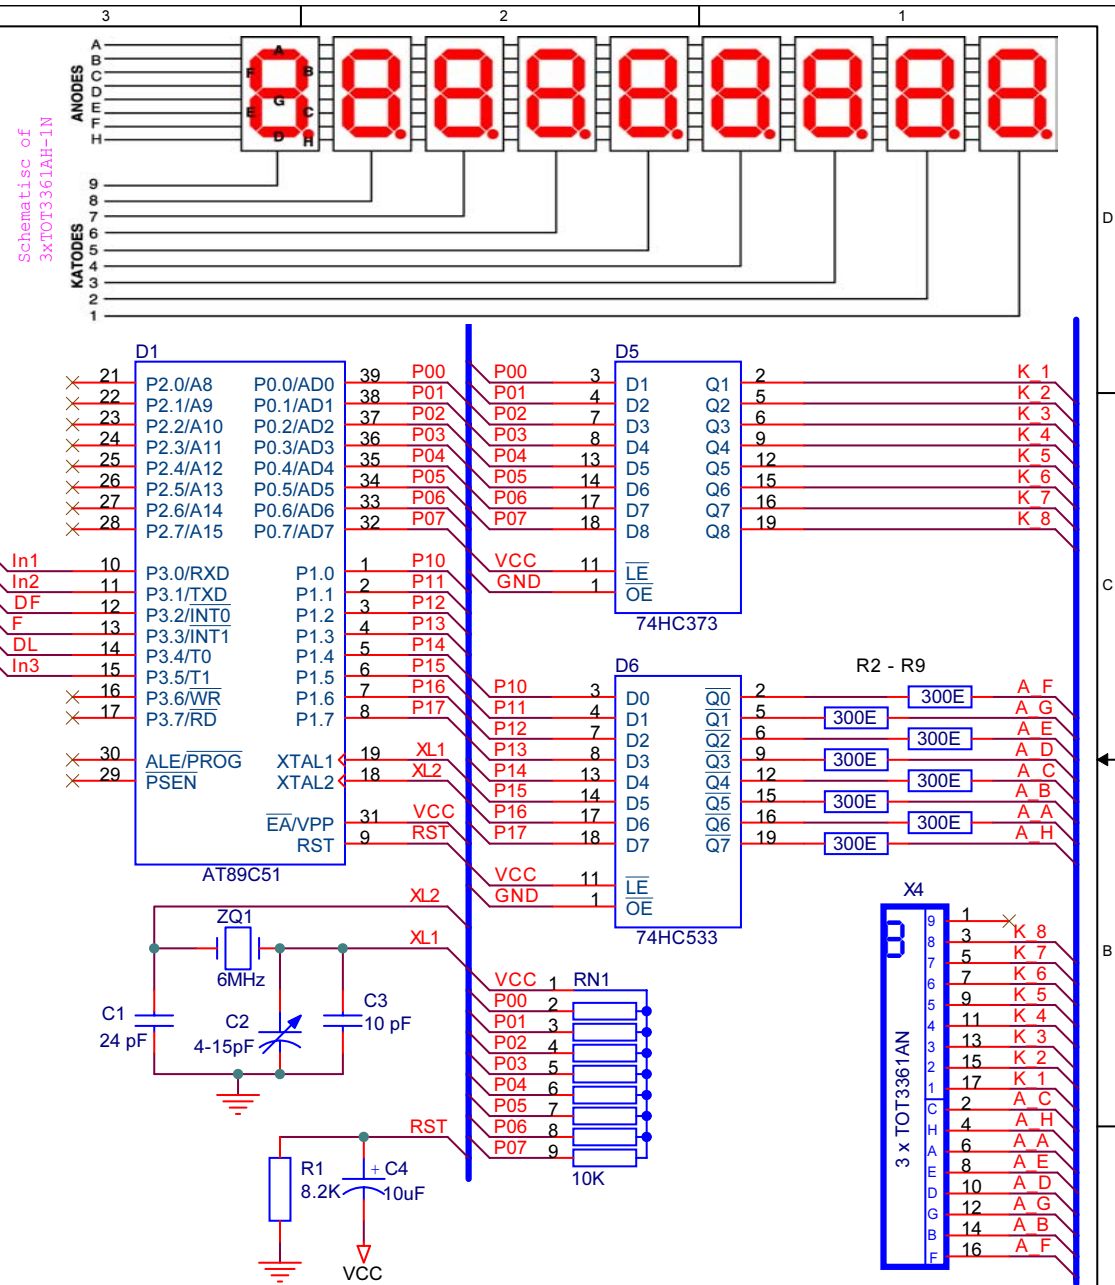 3 2 1
Schematisc of
3xTOT3361AH-1N
ANODES
A
B
C
D
E
F
H
A
F B
G
E C
D H
KATODES
9
8
7
6
5
4
3
2
1
D
C
B
D1
21 P2.0/A8 P0.0/AD0 39 P00
22 P2.1/A9 P0.1/AD1 38 P01
23 P2.2/A10 P0.2/AD2 37 P02
24 P2.3/A11 P0.3/AD3 36 P03
25 P2.4/A12 P0.4/AD4 35 P04
26 P2.5/A13 P0.5/AD5 34 P05
27 P2.6/A14 P0.6/AD6 33 P06
28 P2.7/A15 P0.7/AD7 32 P07
In1 10 P3.0/RXD P1.0 1 P10
In2 11 P3.1/TXD P1.1 2 P11
DF 12 P3.2/INT0 P1.2 3 P12
F 13 P3.3/INT1 P1.3 4 P13
DL 14 P3.4/T0 P1.4 5 P14
In3 15 P3.5/T1 P1.5 6 P15
16 P3.6/WR P1.6 7 P16
17 P3.7/RD P1.7 8 P17
30 ALE/PROG XTAL1 19 XL1
29 PSEN XTAL2 18 XL2
EA/VPP 31 VCC
RST 9 RST
AT89C51
D5
P00 3 D1 Q1 2 K_1
P01 4 D2 Q2 5 K_2
P02 7 D3 Q3 6 K_3
P03 8 D4 Q4 9 K_4
P04 13 D5 Q5 12 K_5
P05 14 D6 Q6 15 K_6
P06 17 D7 Q7 16 K_7
P07 18 D8 Q8 19 K_8
VCC 11 LE
GND 1 OE
74HC373
D6
R2 - R9
P10 3 D0 Q0 2 300E A_F
P11 4 D1 Q1 5 300E A_G
P12 7 D2 Q2 6 300E A_E
P13 8 D3 Q3 9 300E A_D
P14 13 D4 Q4 12 300E A_C
P15 14 D5 Q5 15 300E A_B
P16 17 D6 Q6 16 300E A_A
P17 18 D7 Q7 19 300E A_H
VCC 11 LE
GND 1 OE
74HC533
XL2
ZQ1
XL1
6MHz
C1
24 pF
C2
4-15pF
C3
10 pF
RST
R1
8.2K
+ C4
10uF
VCC
VCC 1 RN1
P00 2
P01 3
P02 4
P03 5
P04 6
P05 7
P06 8
P07 9
10K
X4
3 x TOT3361AN
9 1
8 3 K_8
7 5 K_7
6 7 K_6
5 9 K_5
4 11 K_4
3 13 K_3
2 15 K_2
1 17 K_1
C 2 A_C
H 4 A_H
A 6 A_A
E 8 A_E
D 10 A_D
G 12 A_G
B 14 A_B
F 16 A_F